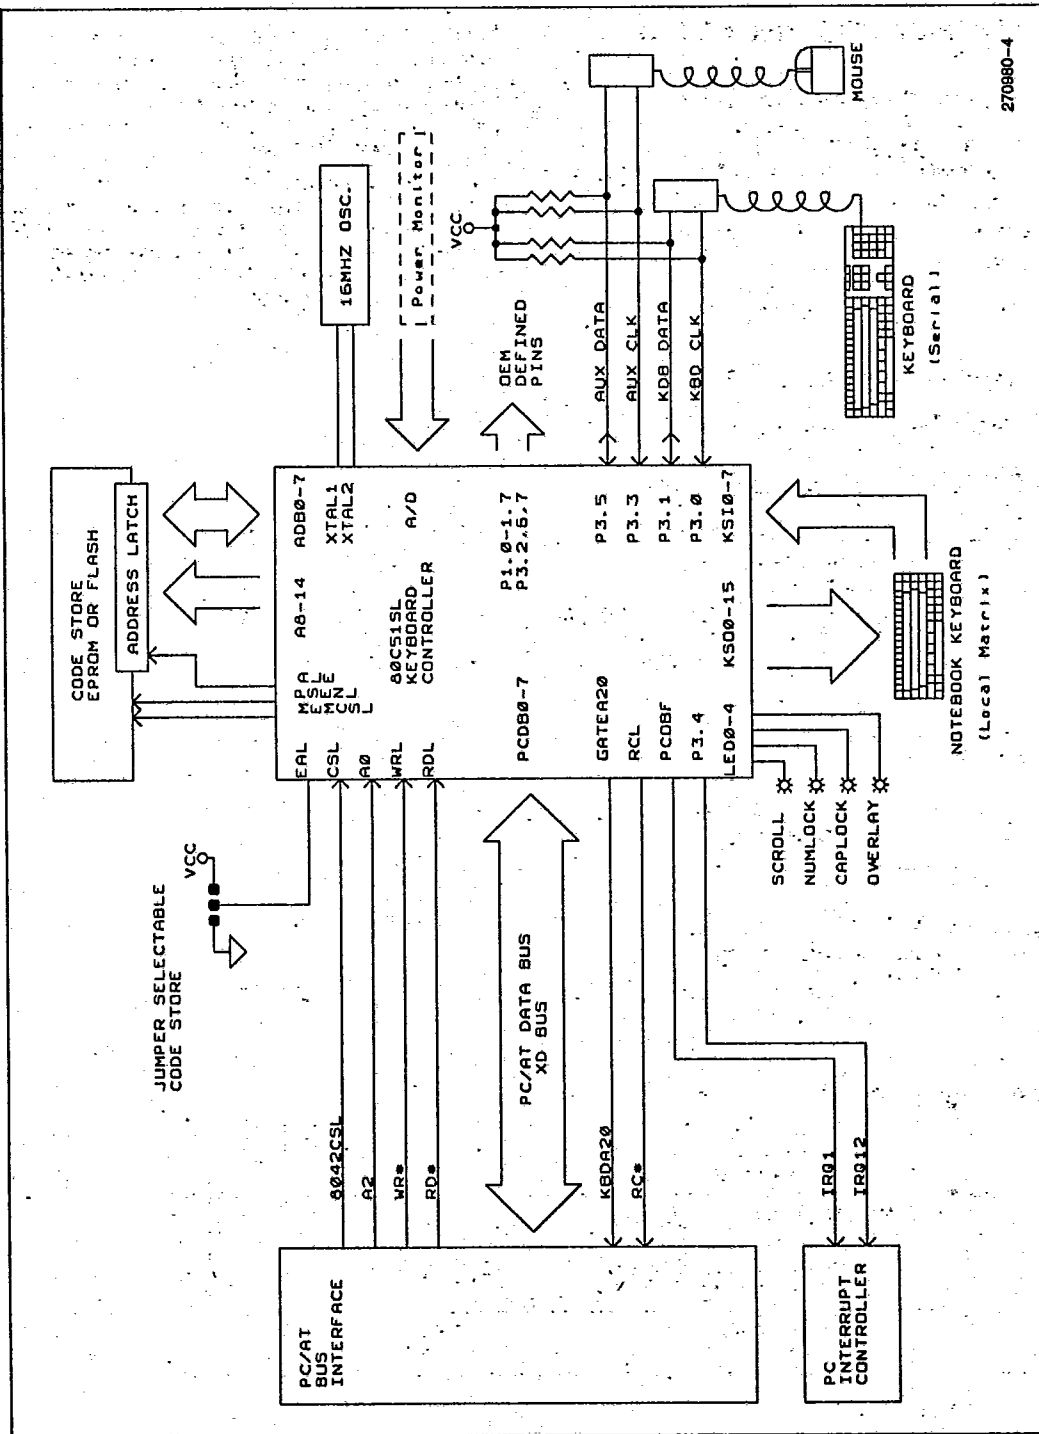 CODE STORE
EPROM OR FLASH
ADDRESS LATCH
JUMPER SELECTABLE
CODE STORE
VCC
16MHZ OSC.
Power Monitor
VCC
MOUSE
OEM
DEFINED
PINS
EAL
MEMCSL
PSENL
ALE
A8-14
ADB0-7
CSL
XTAL1
XTAL2
A0
WRL
RDL
80C51SL
KEYBOARD
CONTROLLER
A/D
PCDB0-7
P1.0-1.7
P3.2,6,7
GATEA20
P3.5
RCL
P3.3
PCOBF
P3.1
P3.4
P3.0
LED0-4
KSO0-15
KSI0-7
AUX DATA
AUX CLK
KDB DATA
KBD CLK
KEYBOARD
(Serial)
8042CSL
A2
WR*
RD*
PC/AT DATA BUS
XD BUS
KBDA20
RC*
IRQ1
IRQ12
PC/AT
BUS
INTERFACE
PC
INTERRUPT
CONTROLLER
SCROLL
NUMLOCK
CAPLOCK
OVERLAY
NOTEBOOK KEYBOARD
(Local Matrix)
270980-4